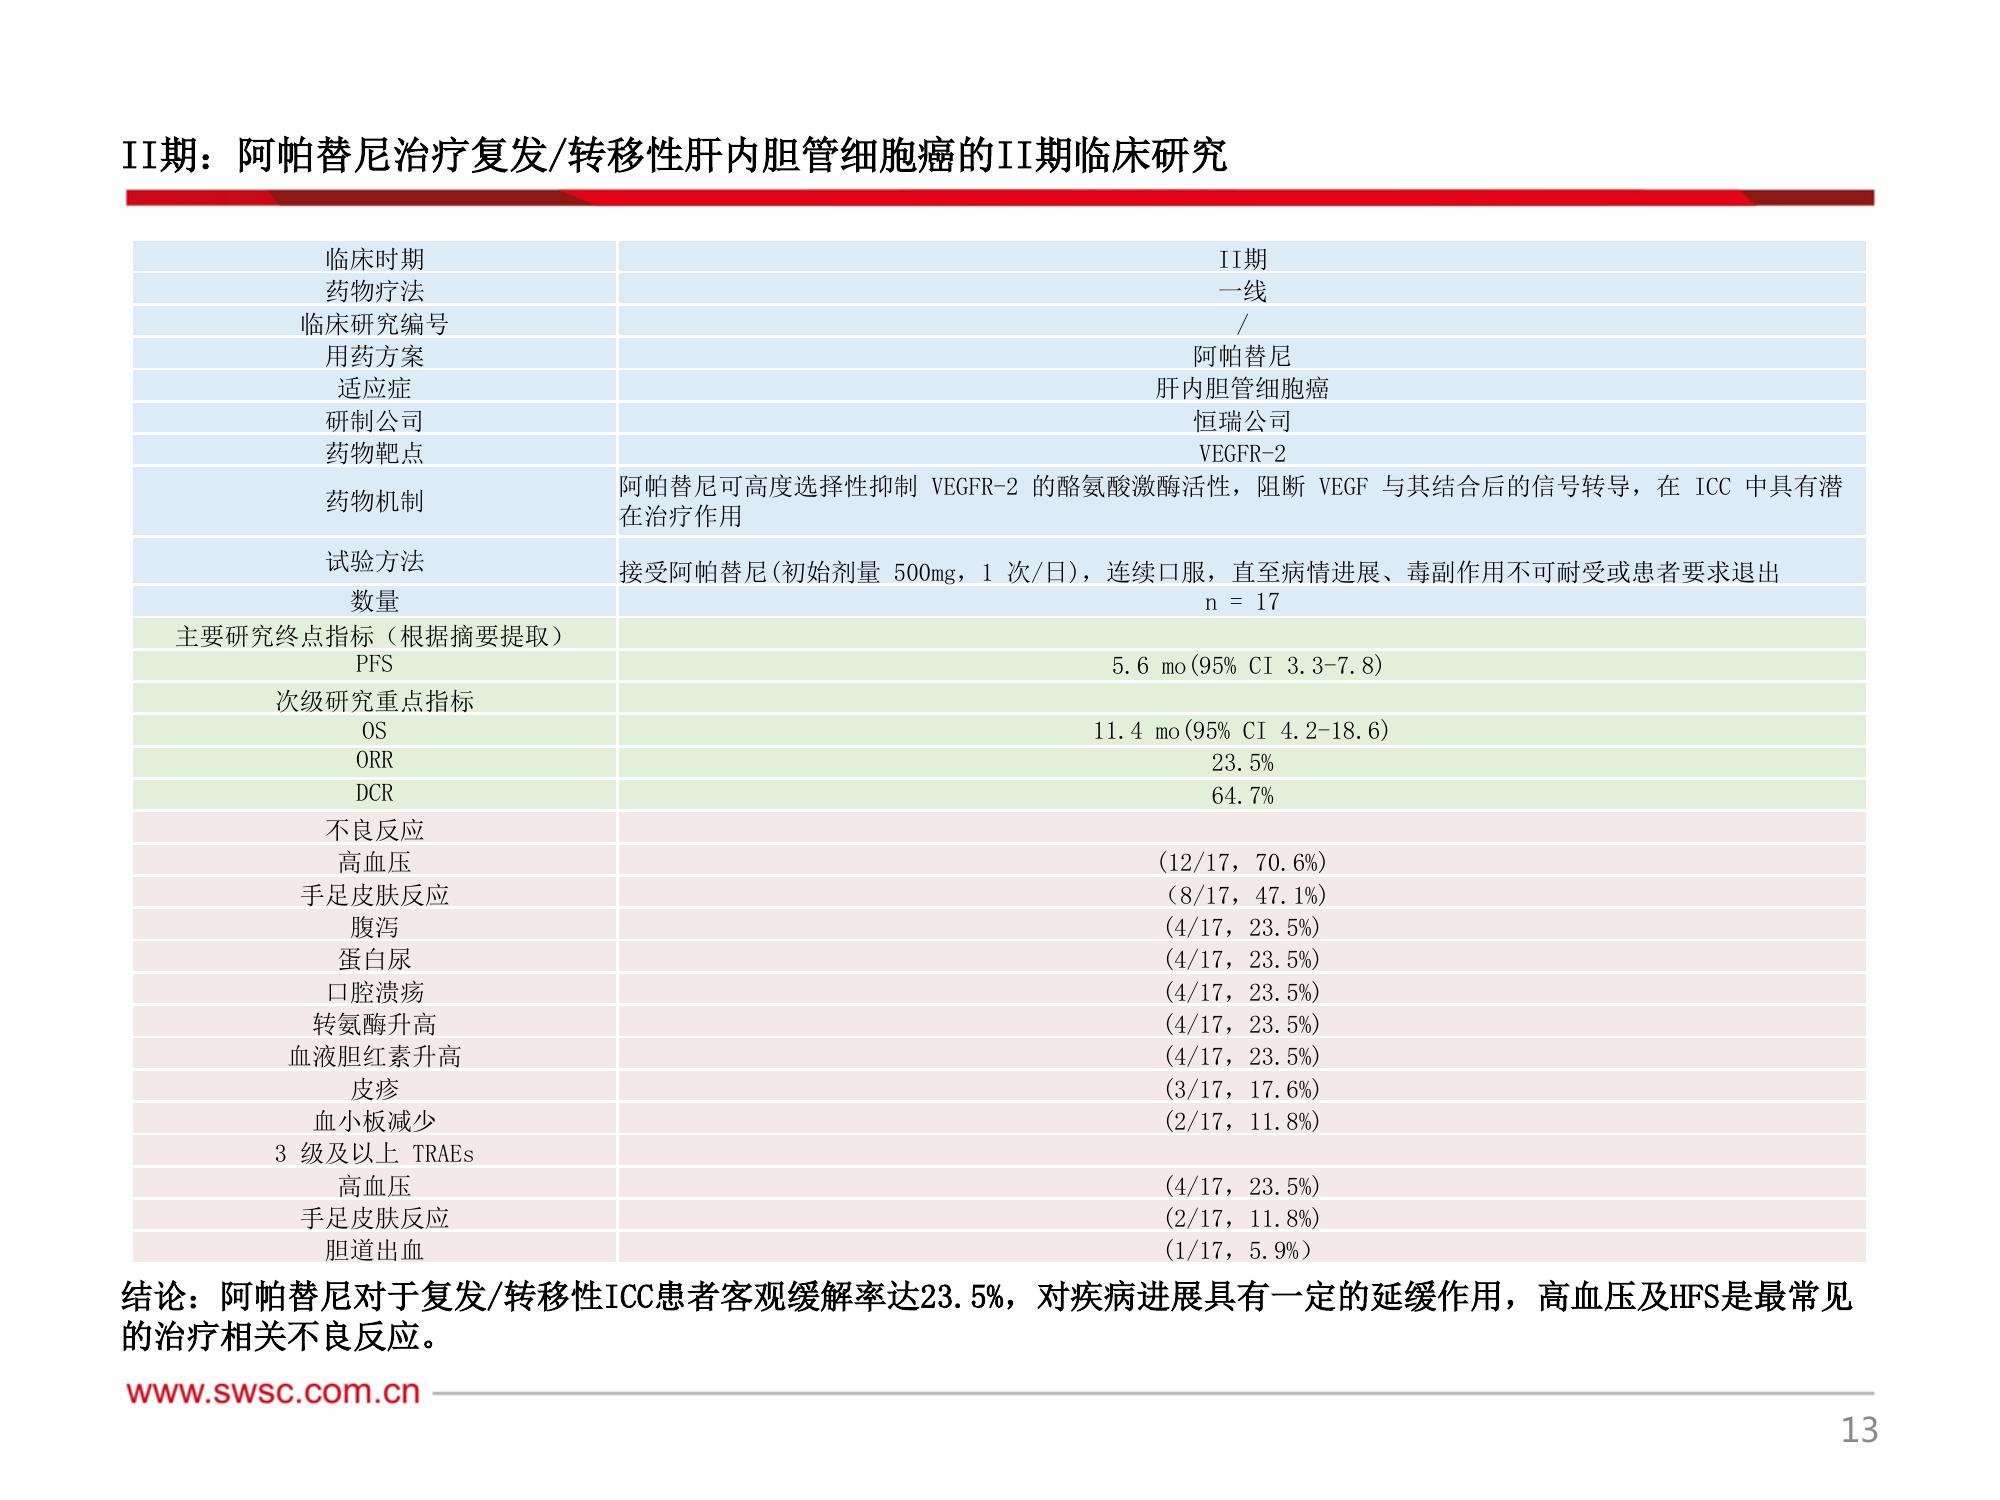 II期：阿帕替尼治疗复发/转移性肝内胆管细胞癌的II期临床研究
临床时期 II期
药物疗法 一线
临床研究编号 /
用药方案 阿帕替尼
适应症 肝内胆管细胞癌
研制公司 恒瑞公司
药物靶点 VEGFR-2
药物机制 阿帕替尼可高度选择性抑制 VEGFR-2 的酪氨酸激酶活性，阻断 VEGF 与其结合后的信号转导，在 ICC 中具有潜
在治疗作用
试验方法 接受阿帕替尼(初始剂量 500mg，1 次/日)，连续口服，直至病情进展、毒副作用不可耐受或患者要求退出
数量 n = 17
主要研究终点指标（根据摘要提取）
PFS 5.6 mo(95% CI 3.3-7.8)
次级研究重点指标
OS 11.4 mo(95% CI 4.2-18.6)
ORR 23.5%
DCR 64.7%
不良反应
高血压 (12/17，70.6%)
手足皮肤反应 （8/17，47.1%)
腹泻 (4/17，23.5%)
蛋白尿 (4/17，23.5%)
口腔溃疡 (4/17，23.5%)
转氨酶升高 (4/17，23.5%)
血液胆红素升高 (4/17，23.5%)
皮疹 (3/17，17.6%)
血小板减少 (2/17，11.8%)
3 级及以上 TRAEs
高血压 (4/17，23.5%)
手足皮肤反应 (2/17，11.8%)
胆道出血 (1/17，5.9%）
结论：阿帕替尼对于复发/转移性ICC患者客观缓解率达23.5%，对疾病进展具有一定的延缓作用，高血压及HFS是最常见
的治疗相关不良反应。
www.swsc.com.cn
13